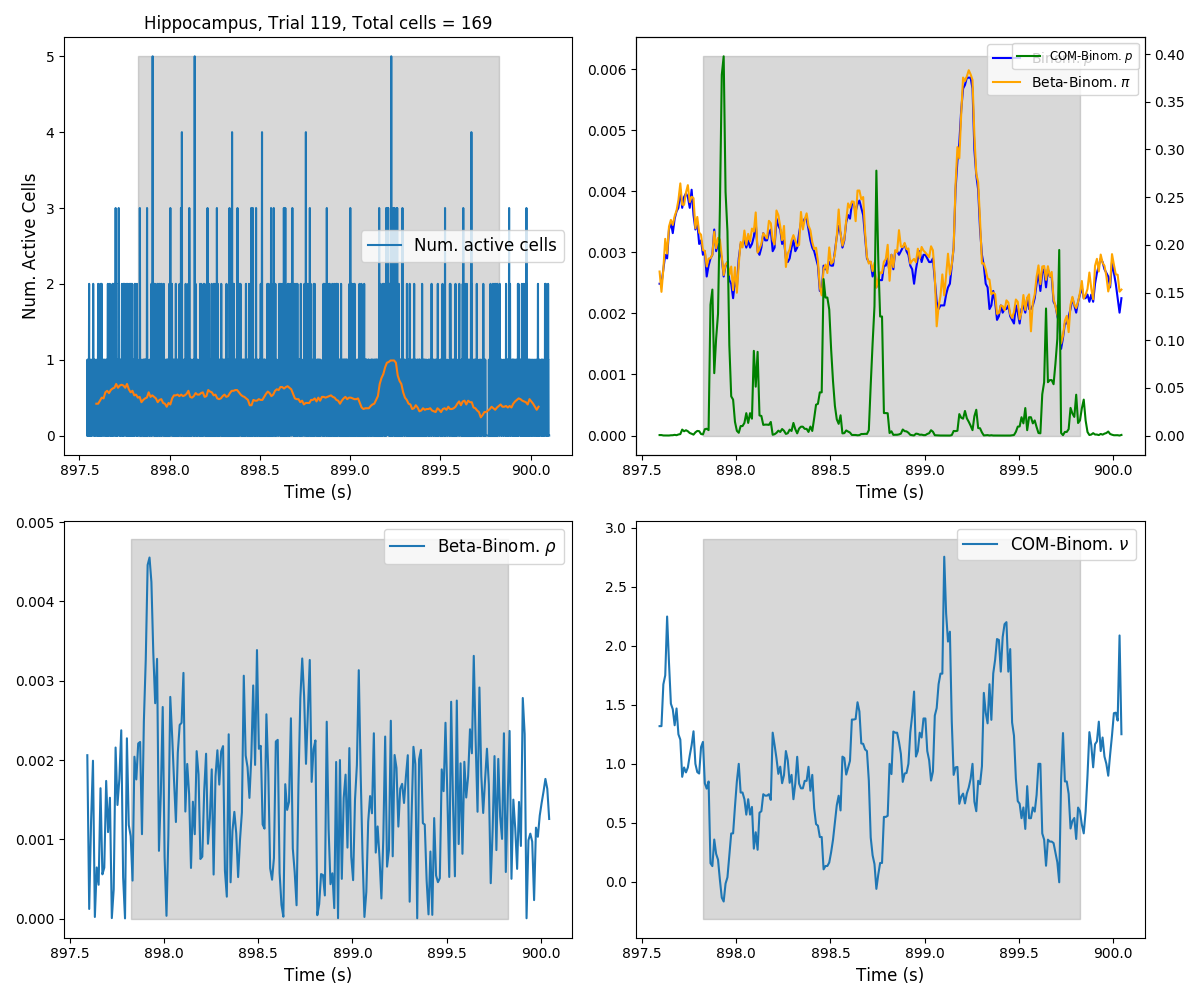 Hippocampus, Trial 119, Total cells = 169
Num. Active Cells
5
4
3
2
1
0
Num. active cells
897.5 898.0 898.5 899.0 899.5 900.0
Time (s)
0.006
0.005
0.004
0.003
0.002
0.001
0.000
COM-Binom. p
Binom. 
Beta-Binom. π
0.40
0.35
0.30
0.25
0.20
0.15
0.10
0.05
0.00
897.5 898.0 898.5 899.0 899.5 900.0
Time (s)
0.005
0.004
0.003
0.002
0.001
0.000
Beta-Binom. ρ
897.5 898.0 898.5 899.0 899.5 900.0
Time (s)
3.0
2.5
2.0
1.5
1.0
0.5
0.0
COM-Binom. ν
897.5 898.0 898.5 899.0 899.5 900.0
Time (s)